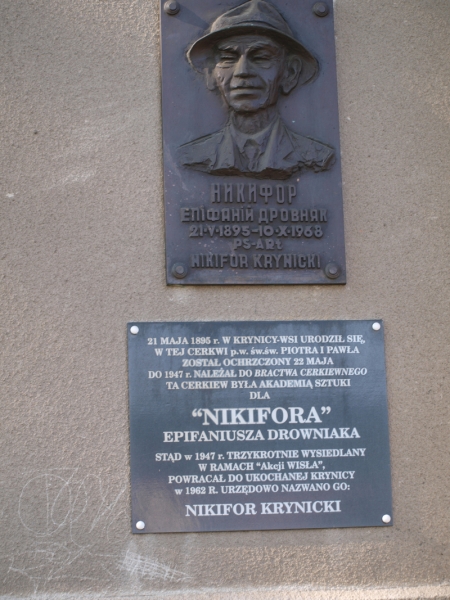 НИКИФОР
ЕПІФАНІЙ ДРОВНЯК
21·V·1895-10·X·1968
PS-ART
NIKIFOR KRYNICKI
21 MAJA 1895 r. W KRYNICY-WSI URODZIŁ SIĘ,
W TEJ CERKWI p.w. św.św. PIOTRA I PAWŁA
ZOSTAŁ OCHRZCZONY 22 MAJA
DO 1947 r. NALEŻAŁ DO BRACTWA CERKIEWNEGO
TA CERKIEW BYŁA AKADEMIĄ SZTUKI
DLA
“NIKIFORA”
EPIFANIUSZA DROWNIAKA
STĄD w 1947 r. TRZYKROTNIE WYSIEDLANY
W RAMACH “Akcji WISŁA”,
POWRACAŁ DO UKOCHANEJ KRYNICY
w 1962 R. URZĘDOWO NAZWANO GO:
NIKIFOR KRYNICKI